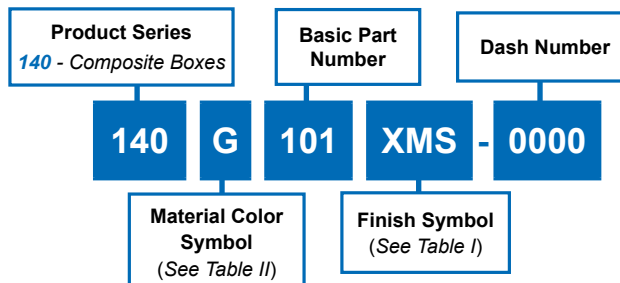 Product Series
140 - Composite Boxes
Basic Part
Number
Dash Number
140 G 101 XMS - 0000
Material Color
Symbol
(See Table II)
Finish Symbol
(See Table I)